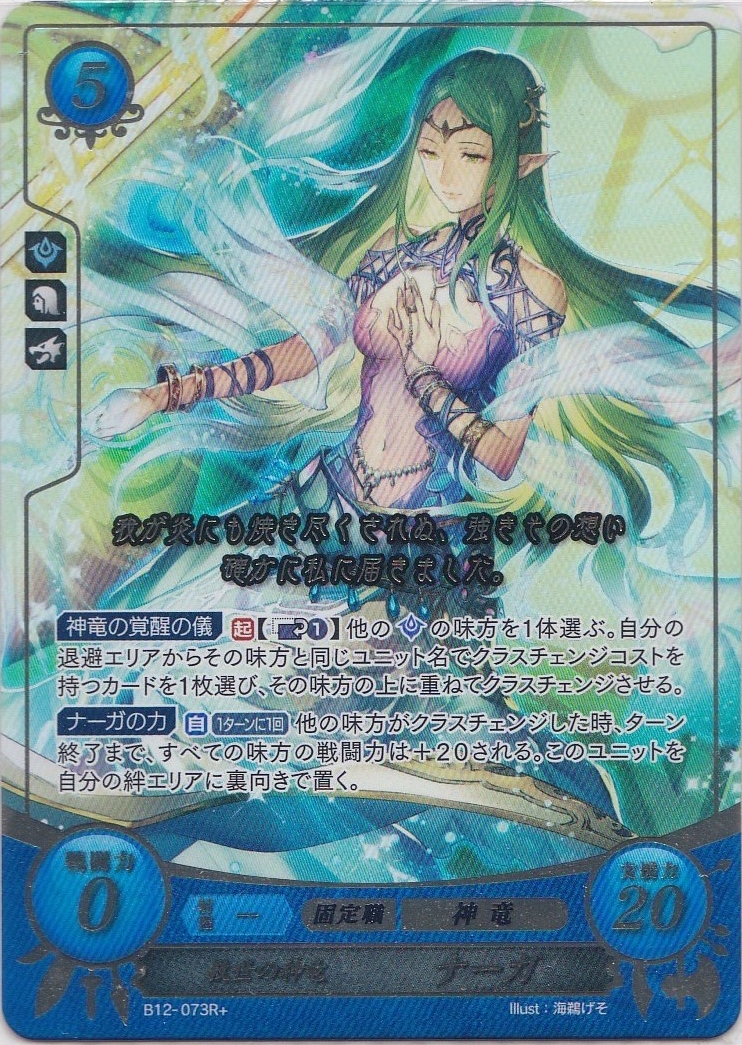 5
我が炎にも焼き尽くされぬ、強きその想い
確かに私に届きました。
神竜の覚醒の儀 起【1】他の の味方を1体選ぶ。自分の
退避エリアからその味方と同じユニット名でクラスチェンジコストを
持つカードを1枚選び、その味方の上に重ねてクラスチェンジさせる。
ナーガの力 自 1ターンに1回 他の味方がクラスチェンジした時、ターン
終了まで、すべての味方の戦闘力は+20される。このユニットを
自分の絆エリアに裏向きで置く。
戦闘力
0
射程 —
固定職 神竜
支援力
20
の神竜 ナーガ
B12-073R+
Illust：海鵜げそ